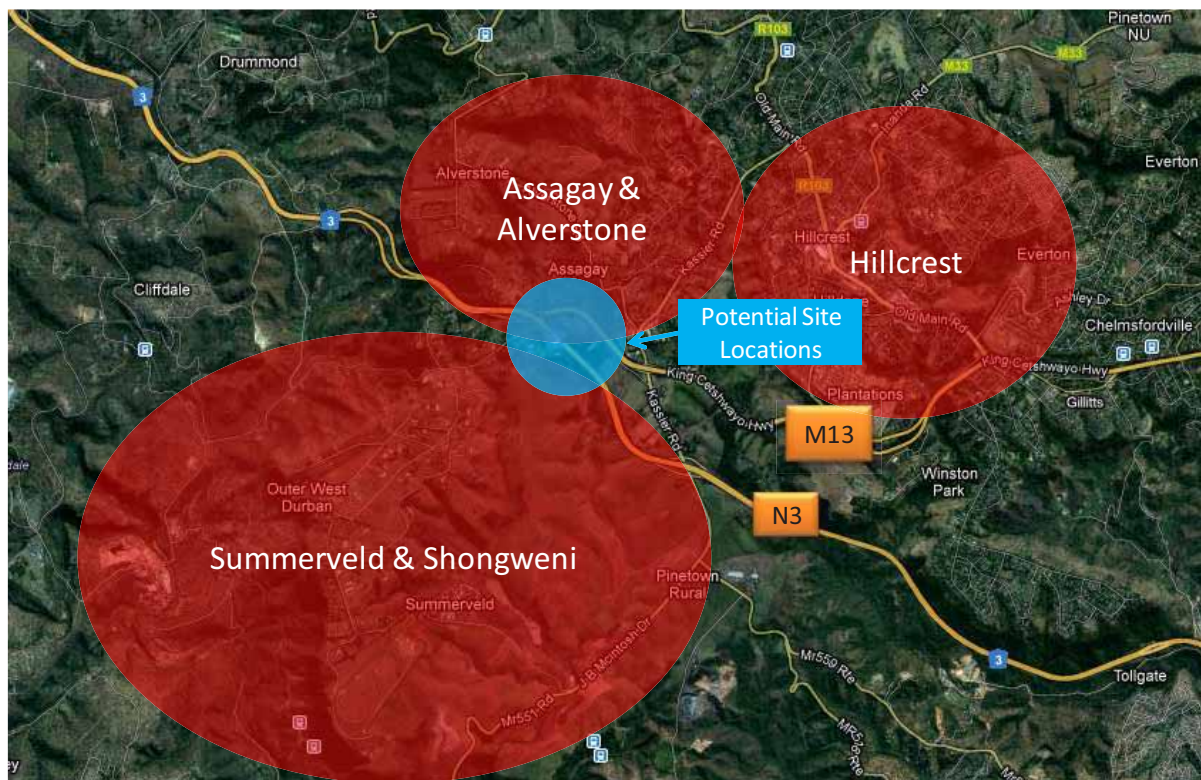 Pinetown
NU
R103
M33
M33
Drummond
3
Old Main Rd
Inanda Rd
Everton
Alverstone
Assagay &
Alverstone
R103
Hillcrest
Hillcrest
Everton
Kassier Rd
Assagay
3
Cliffdale
Ashley Dr
Potential Site
Locations
Old Main Rd
Chelmsfordville
King Cetshwayo Hwy
King Cetshwayo Hwy
Plantations
Gillitts
Kassier Rd
M13
Winston
Park
Outer West
Durban
N3
Summerveld & Shongweni
Pinetown
Rural
Summerveld
J.B Mcintosh Dr
Mr551 Rd
Mr559 Rte
3
Tollgate